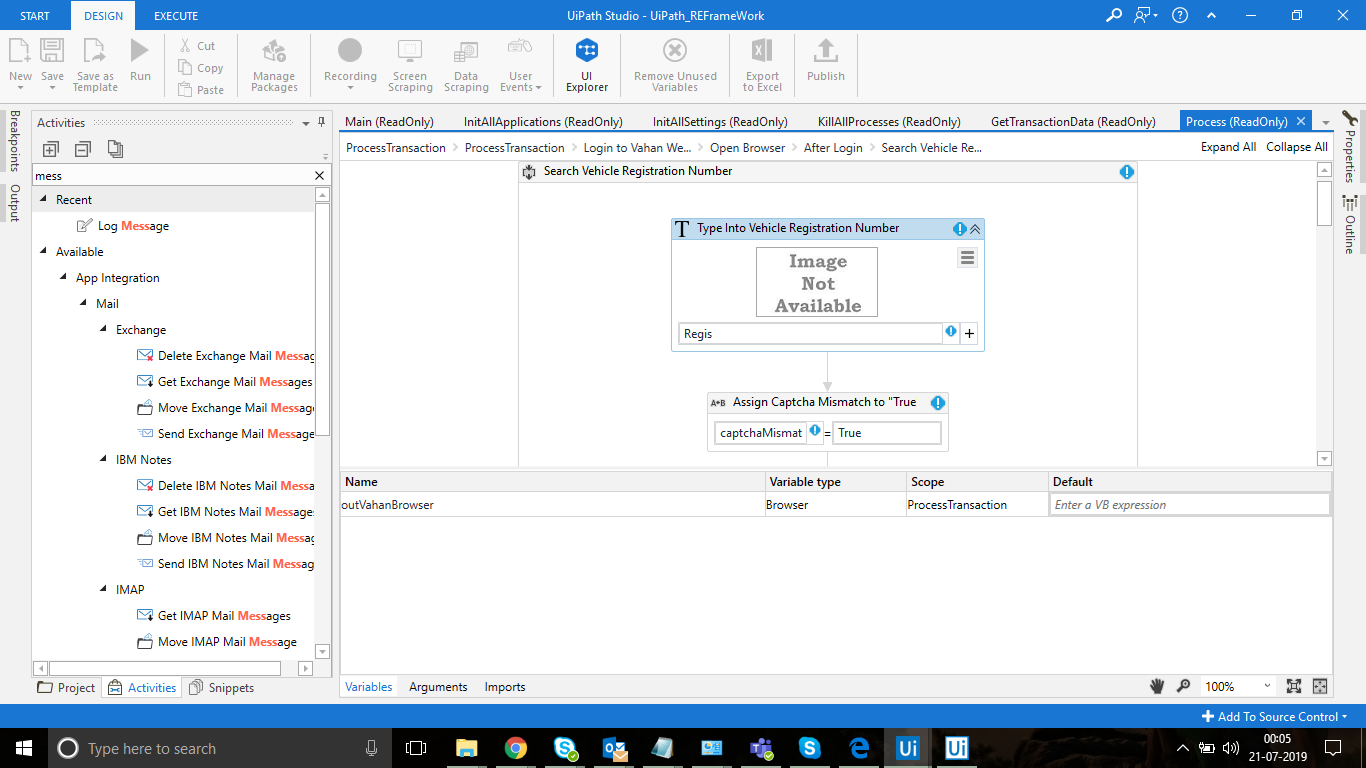 START DESIGN EXECUTE UiPath Studio - UiPath_REFrameWork
New Save Save as Template Run
Cut
Copy
Paste
Manage Packages
Recording Screen Scraping Data Scraping User Events
UI Explorer
Remove Unused Variables
Export to Excel
Publish
Breakpoints
Output
Activities
mess
Recent
Log Message
Available
App Integration
Mail
Exchange
Delete Exchange Mail Messag
Get Exchange Mail Messages
Move Exchange Mail Message
Send Exchange Mail Message
IBM Notes
Delete IBM Notes Mail Messa
Get IBM Notes Mail Messages
Move IBM Notes Mail Messag
Send IBM Notes Mail Messag
IMAP
Get IMAP Mail Messages
Move IMAP Mail Message
Project Activities Snippets
Main (ReadOnly) InitAllApplications (ReadOnly) InitAllSettings (ReadOnly) KillAllProcesses (ReadOnly) GetTransactionData (ReadOnly) Process (ReadOnly)
ProcessTransaction ProcessTransaction Login to Vahan We... Open Browser After Login Search Vehicle Re... Expand All Collapse All
Search Vehicle Registration Number
T Type Into Vehicle Registration Number
Image
Not
Available
Regis
A+B Assign Captcha Mismatch to "True
captchaMismat = True
Name Variable type Scope Default
outVahanBrowser Browser ProcessTransaction Enter a VB expression
Variables Arguments Imports 100%
Properties
Outline
Add To Source Control
Type here to search
Ui
Ui
00:05
21-07-2019